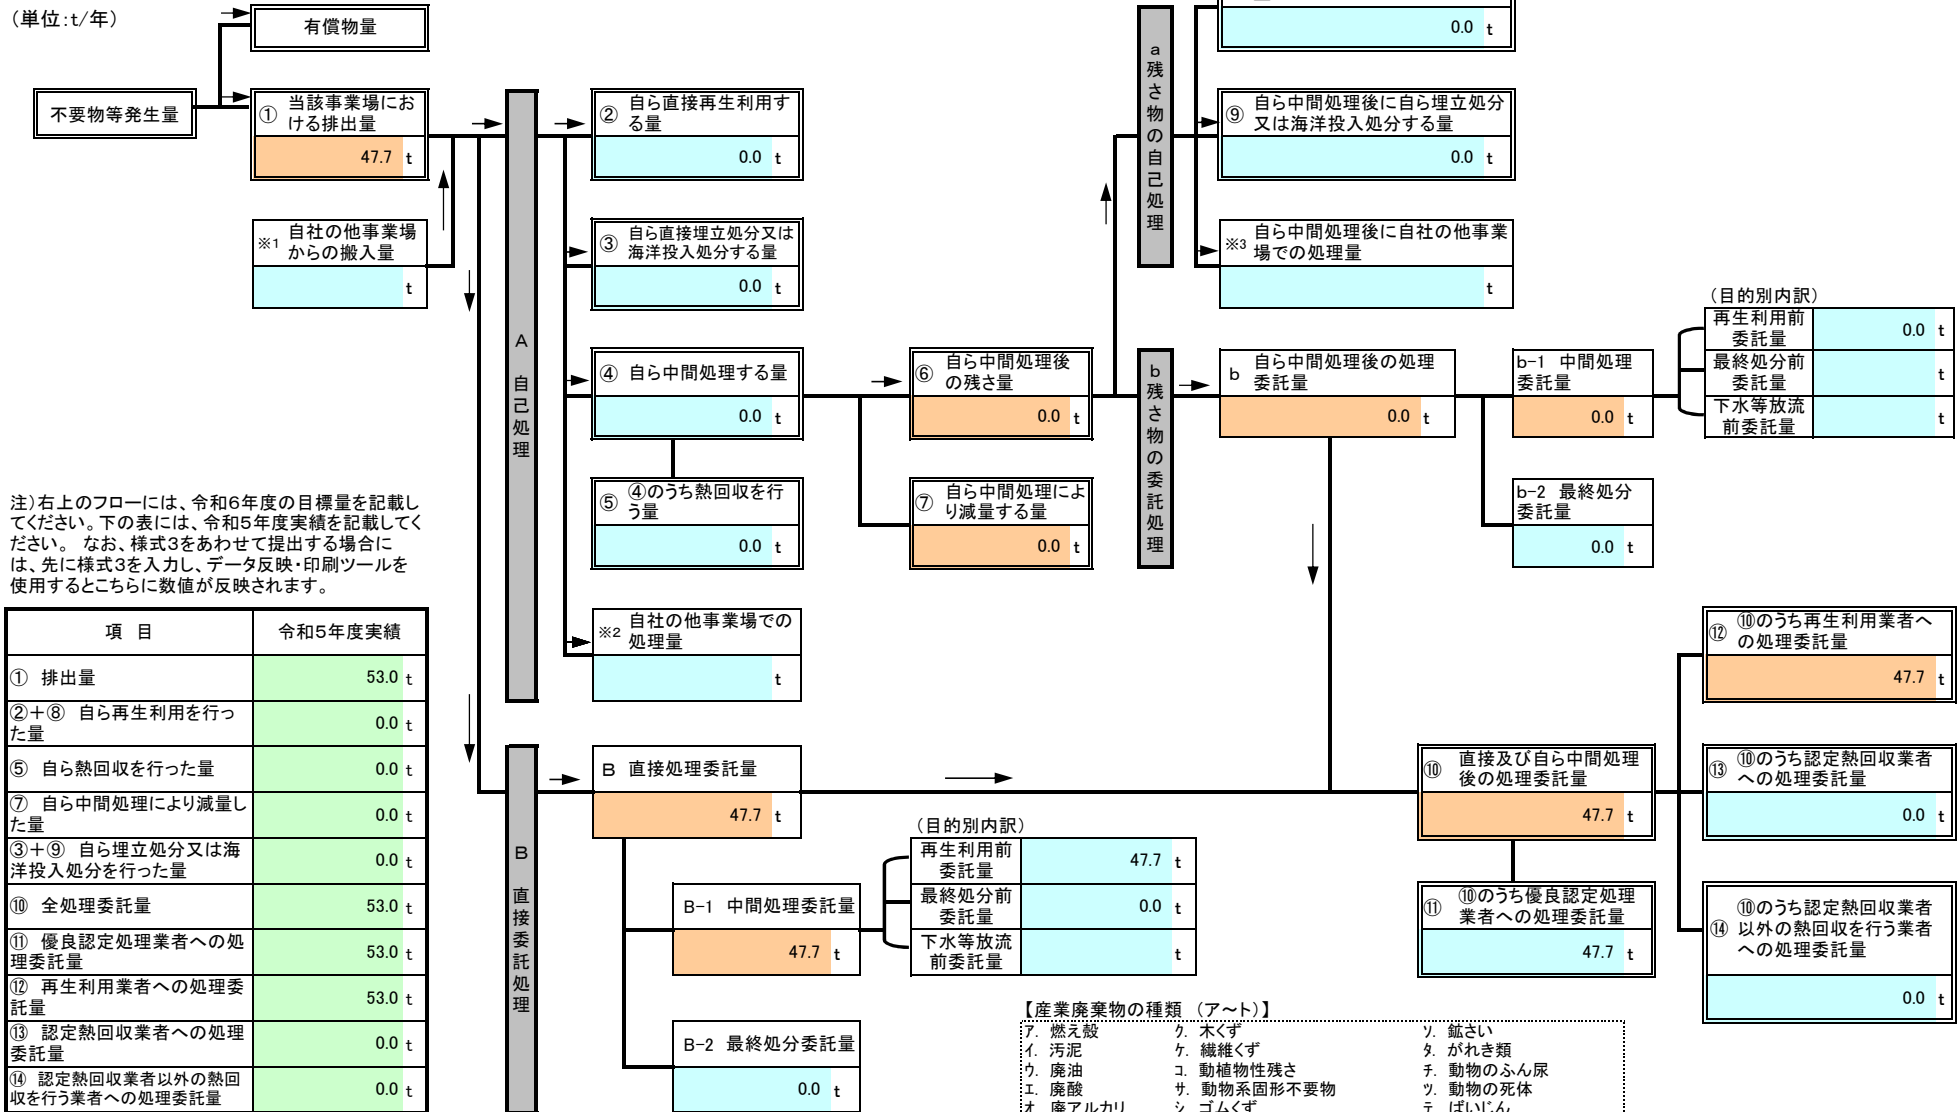 （単位：t/年）
有償物量
不要物等発生量
① 当該事業場にお
ける排出量
47.7 t
※1 自社の他事業場
からの搬入量
t
A
自己処理
② 自ら直接再生利用す
る量
0.0 t
③ 自ら直接埋立処分又は
海洋投入処分する量
0.0 t
④ 自ら中間処理する量
0.0 t
⑤ ④のうち熱回収を行
う量
0.0 t
※2 自社の他事業場での
処理量
t
⑥ 自ら中間処理後
の残さ量
0.0 t
⑦ 自ら中間処理によ
り減量する量
0.0 t
a 残さ物の自己処理
0.0 t
⑨ 自ら中間処理後に自ら埋立処分
又は海洋投入処分する量
0.0 t
※3 自ら中間処理後に自社の他事業
場での処理量
t
b 残さ物の委託処理
b 自ら中間処理後の処理
委託量
0.0 t
b-1 中間処理
委託量
0.0 t
（目的別内訳）
再生利用前
委託量
0.0 t
最終処分前
委託量
t
下水等放流
前委託量
t
b-2 最終処分
委託量
0.0 t
注）右上のフローには、令和6年度の目標量を記載し
てください。下の表には、令和5年度実績を記載してく
ださい。 なお、様式3をあわせて提出する場合に
は、先に様式3を入力し、データ反映・印刷ツールを
使用するとこちらに数値が反映されます。
項 目 令和5年度実績
① 排出量 53.0 t
②＋⑧ 自ら再生利用を行っ
た量 0.0 t
⑤ 自ら熱回収を行った量 0.0 t
⑦ 自ら中間処理により減量し
た量 0.0 t
③＋⑨ 自ら埋立処分又は海
洋投入処分を行った量 0.0 t
⑩ 全処理委託量 53.0 t
⑪ 優良認定処理業者への処
理委託量 53.0 t
⑫ 再生利用業者への処理委
託量 53.0 t
⑬ 認定熱回収業者への処理
委託量 0.0 t
⑭ 認定熱回収業者以外の熱回
収を行う業者への処理委託量 0.0 t
B
直接委託処理
B 直接処理委託量
47.7 t
B-1 中間処理委託量
47.7 t
（目的別内訳）
再生利用前
委託量
47.7 t
最終処分前
委託量
0.0 t
下水等放流
前委託量
t
B-2 最終処分委託量
0.0 t
⑩ 直接及び自ら中間処理
後の処理委託量
47.7 t
⑪ ⑩のうち優良認定処理
業者への処理委託量
47.7 t
⑫ ⑩のうち再生利用業者へ
の処理委託量
47.7 t
⑬ ⑩のうち認定熱回収業者
への処理委託量
0.0 t
⑭ ⑩のうち認定熱回収業者
以外の熱回収を行う業者
への処理委託量
0.0 t
【産業廃棄物の種類 （ア～ト）】
ア. 燃え殻 ク. 木くず ソ. 鉱さい
イ. 汚泥 ケ. 繊維くず タ. がれき類
ウ. 廃油 コ. 動植物性残さ チ. 動物のふん尿
エ. 廃酸 サ. 動物系固形不要物 ツ. 動物の死体
オ. 廃アルカリ シ. ゴムくず テ. ばいじん